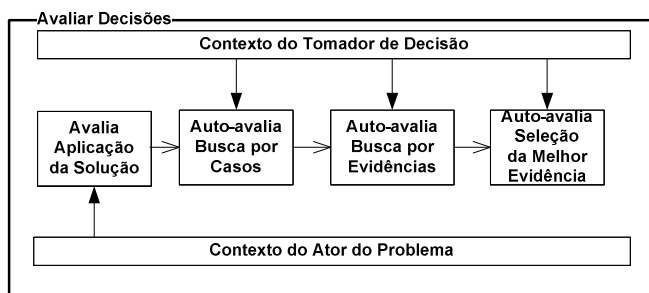 Avaliar Decisões
Contexto do Tomador de Decisão
Avalia
Aplicação
da Solução
Auto-avalia
Busca por
Casos
Auto-avalia
Busca por
Evidências
Auto-avalia
Seleção
da Melhor
Evidência
Contexto do Ator do Problema